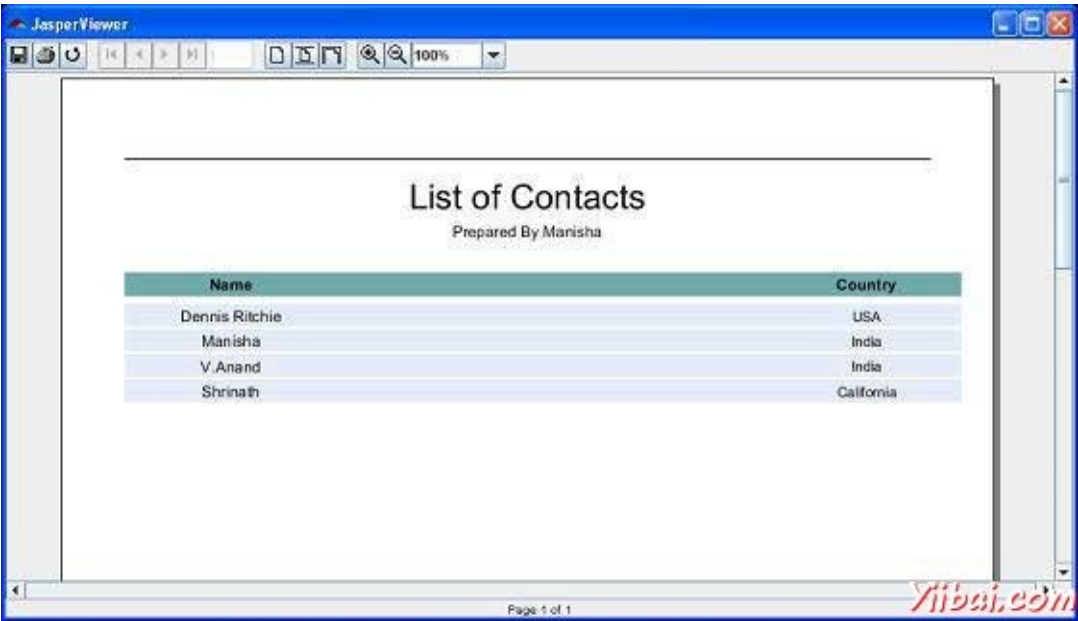 JasperViewer
100%
List of Contacts
Prepared By Manisha
Name Country
Dennis Ritchie USA
Manisha India
V.Anand India
Shrinath California
Page 1 of 1
Yiibai.com